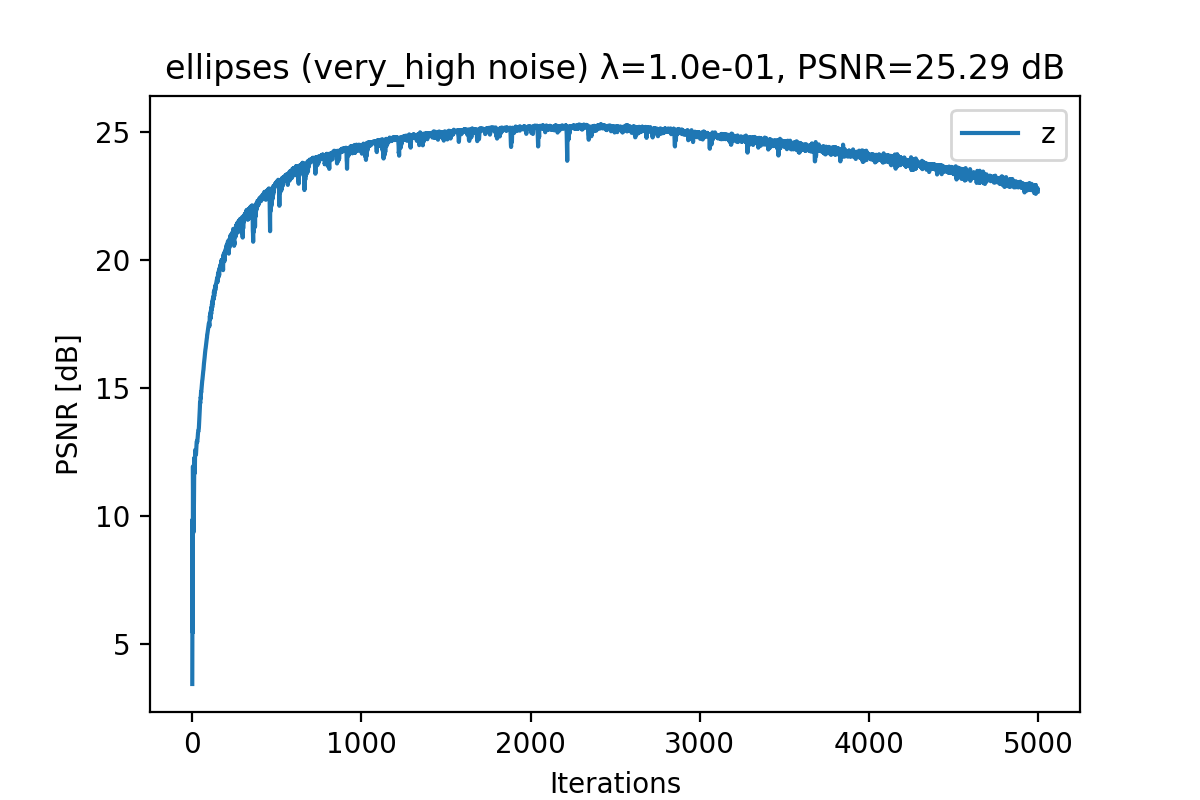 ellipses (very_high noise) λ=1.0e-01, PSNR=25.29 dB
z
PSNR [dB]
25
20
15
10
5
0 1000 2000 3000 4000 5000
Iterations